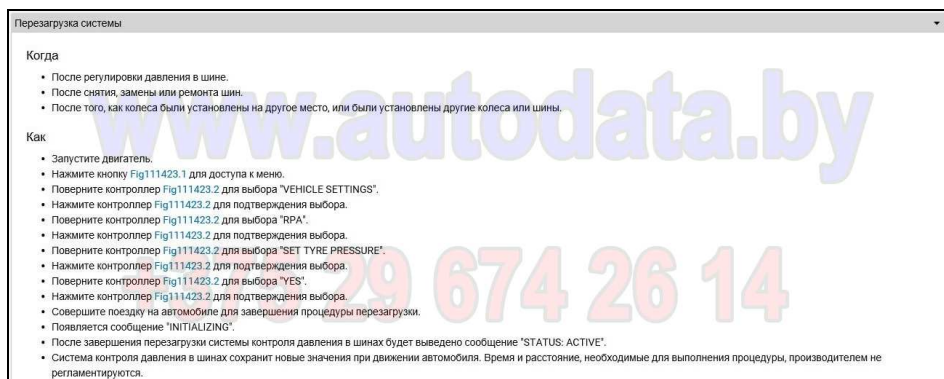 Перезагрузка системы
Когда
• После регулировки давления в шине.
• После снятия, замены или ремонта шин.
• После того, как колеса были установлены на другое место, или были установлены другие колеса или шины.
www.autodata.by
Как
• Запустите двигатель.
• Нажмите кнопку Fig111423.1 для доступа к меню.
• Поверните контроллер Fig111423.2 для выбора "VEHICLE SETTINGS".
• Нажмите контроллер Fig111423.2 для подтверждения выбора.
• Поверните контроллер Fig111423.2 для выбора "RPA".
• Нажмите контроллер Fig111423.2 для подтверждения выбора.
• Поверните контроллер Fig111423.2 для выбора "SET TYRE PRESSURE".
• Нажмите контроллер Fig111423.2 для подтверждения выбора.
• Поверните контроллер Fig111423.2 для выбора "YES".
• Нажмите контроллер Fig111423.2 для подтверждения выбора.
+375 29 674 26 14
• Совершите поездку на автомобиле для завершения процедуры перезагрузки.
• Появляется сообщение "INITIALIZING".
• После завершения перезагрузки системы контроля давления в шинах будет выведено сообщение "STATUS: ACTIVE".
• Система контроля давления в шинах сохранит новые значения при движении автомобиля. Время и расстояние, необходимые для выполнения процедуры, производителем не
регламентируются.